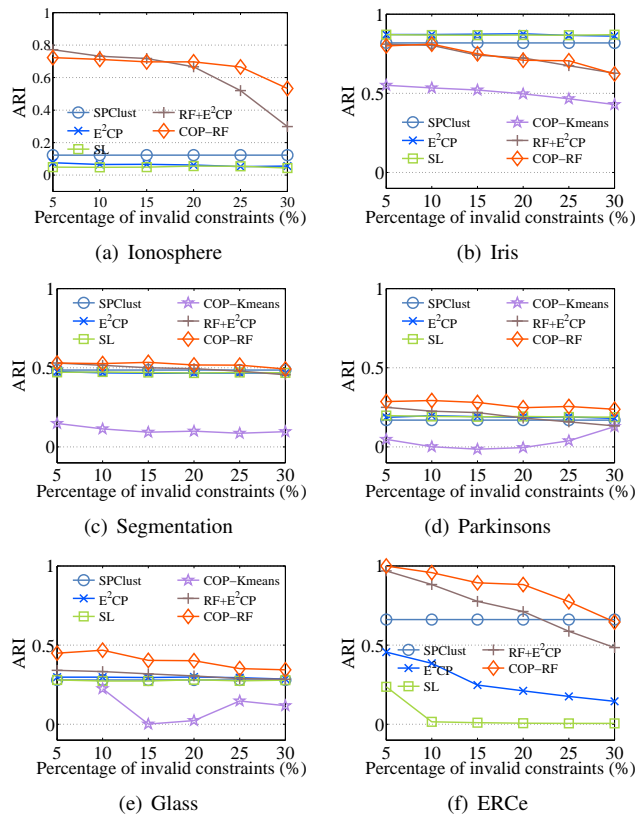 0.8
0.6
0.4
0.2
0
ARI
SPClust
E²CP
SL
RF+E²CP
COP−RF
5 10 15 20 25 30
Percentage of invalid constraints (%)
(a) Ionosphere
1
0.5
0
ARI
SPClust
E²CP
SL
COP−Kmeans
RF+E²CP
COP−RF
5 10 15 20 25 30
Percentage of invalid constraints (%)
(b) Iris
1
0.5
0
ARI
SPClust
E²CP
SL
COP−Kmeans
RF+E²CP
COP−RF
5 10 15 20 25 30
Percentage of invalid constraints (%)
(c) Segmentation
1
0.5
0
ARI
SPClust
E²CP
SL
COP−Kmeans
RF+E²CP
COP−RF
5 10 15 20 25 30
Percentage of invalid constraints (%)
(d) Parkinsons
1
0.5
0
ARI
SPClust
E²CP
SL
COP−Kmeans
RF+E²CP
COP−RF
5 10 15 20 25 30
Percentage of invalid constraints (%)
(e) Glass
1
0.5
0
ARI
SPClust
E²CP
SL
RF+E²CP
COP−RF
5 10 15 20 25 30
Percentage of invalid constraints (%)
(f) ERCe